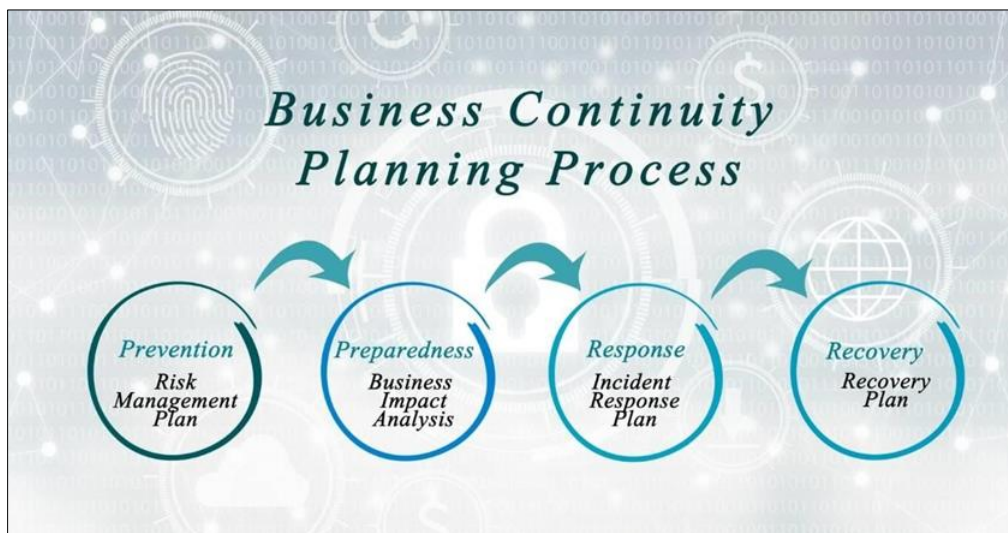 Business Continuity
Planning Process
Prevention
Risk
Management
Plan
Preparedness
Business
Impact
Analysis
Response
Incident
Response
Plan
Recovery
Recovery
Plan